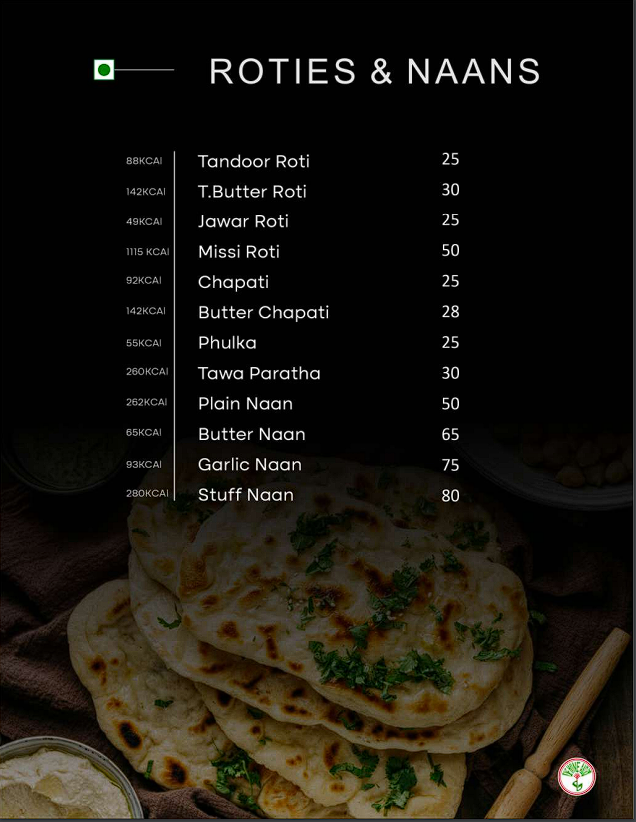 ROTIES & NAANS
88KCAl Tandoor Roti 25
142KCAl T.Butter Roti 30
49KCAl Jawar Roti 25
1115 KCAl Missi Roti 50
92KCAl Chapati 25
142KCAl Butter Chapati 28
55KCAl Phulka 25
260KCAl Tawa Paratha 30
262KCAl Plain Naan 50
65KCAl Butter Naan 65
93KCAl Garlic Naan 75
280KCAl Stuff Naan 80